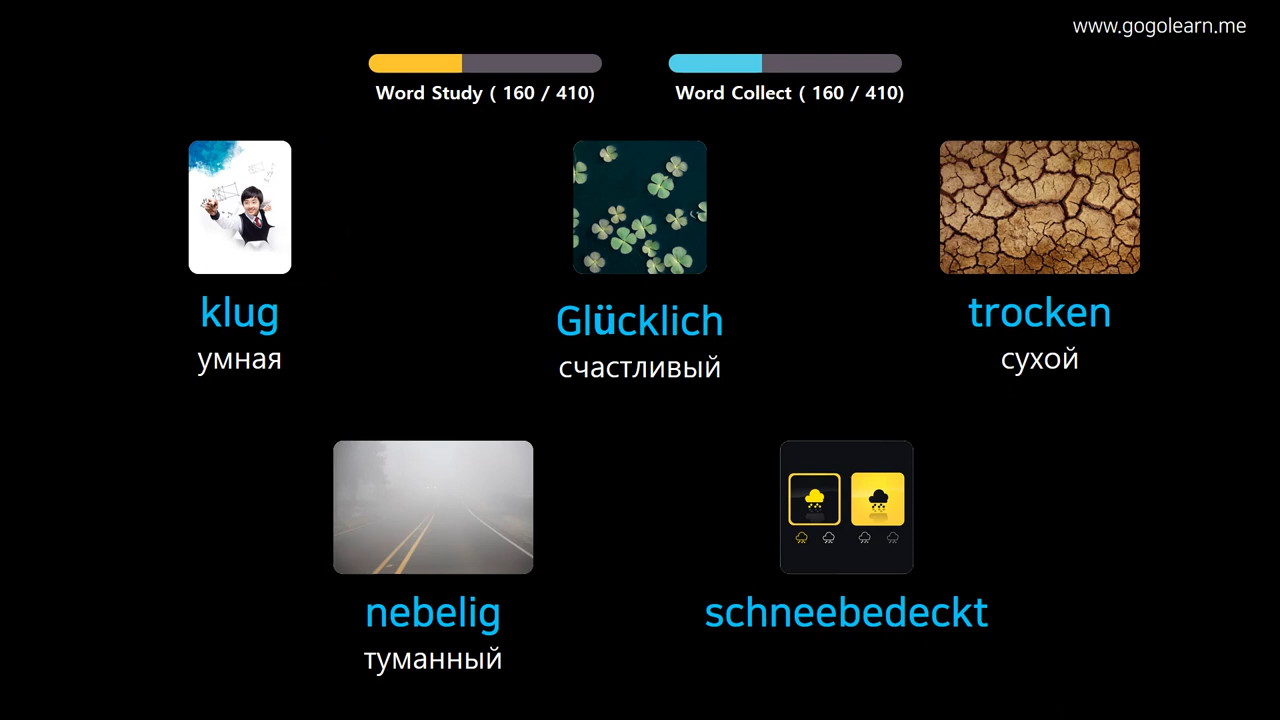 www.gogolearn.me
Word Study ( 160 / 410)
Word Collect ( 160 / 410)
klug
умная
Glücklich
счастливый
trocken
сухой
nebelig
туманный
schneebedeckt